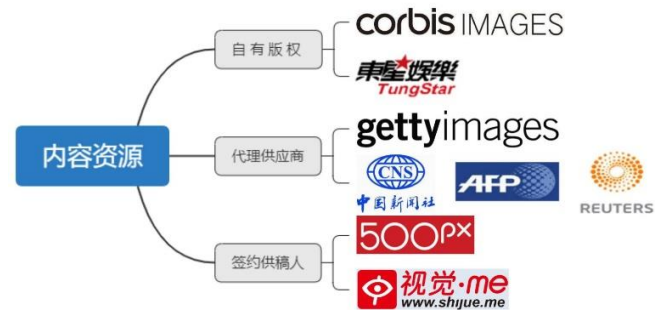 内容资源
自有版权
corbis IMAGES
東星娛樂
TungStar
代理供应商
gettyimages
CNS
中国新闻社
AFP
REUTERS
签约供稿人
500px
视觉·me
www.shijue.me